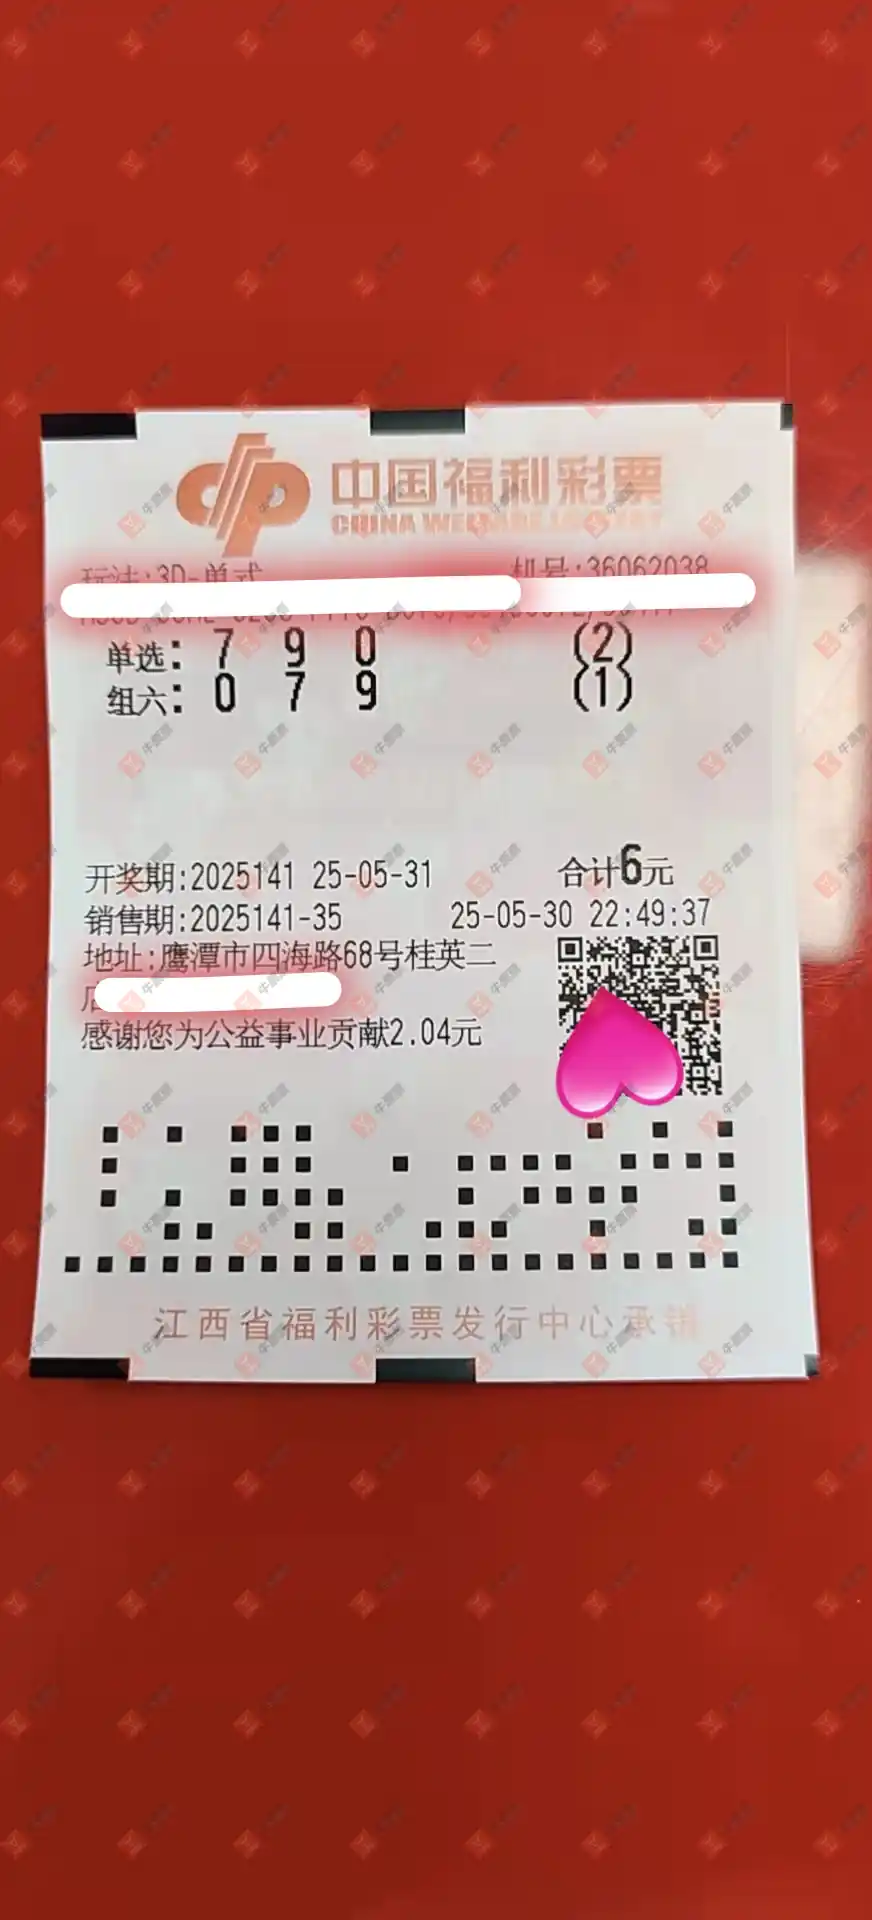 中国福利彩票
CHINA WELFARE LOTTERY
玩法:3D-单式 机号:36062038
单选: 7 9 0 (2)
组六: 0 7 9 (1)
开奖期:2025141 25-05-31 合计6元
销售期:2025141-35 25-05-30 22:49:37
地址:鹰潭市四海路68号桂英二
店
感谢您为公益事业贡献2.04元
江西省福利彩票发行中心承销